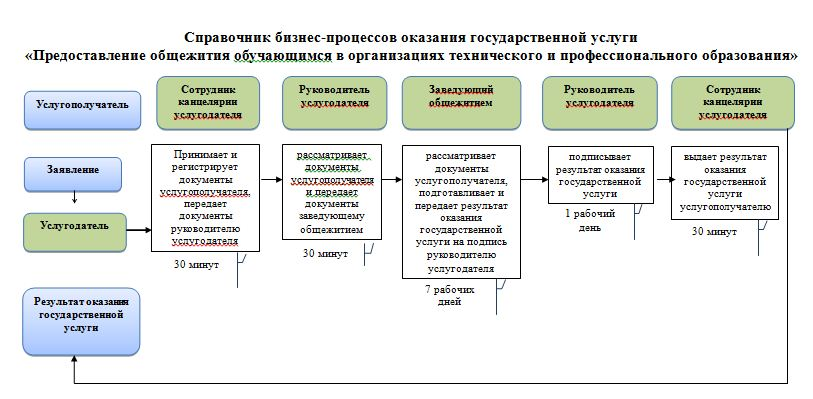 Справочник бизнес-процессов оказания государственной услуги
«Предоставление общежития обучающимся в организациях технического и профессионального образования»
Услугополучатель
Сотрудник
канцелярии
услугодателя
Руководитель
услугодателя
Заведующий
общежитием
Руководитель
услугодателя
Сотрудник
канцелярии
услугодателя
Заявление
Услугодатель
Принимает и
регистрирует
документы
услугополучателя,
передает
документы
руководителю
услугодателя
30 минут
рассматривает
документы
услугополучателя
и передает
документы
заведующему
общежитием
30 минут
рассматривает
документы
услугополучателя,
подготавливает и
передает результат
оказания
государственной
услуги на подпись
руководителю
услугодателя
7 рабочих
дней
подписывает
результат оказания
государственной
услуги
1 рабочий
день
выдает результат
оказания
государственной
услуги
услугополучателю
30 минут
Результат оказания
государственной
услуги